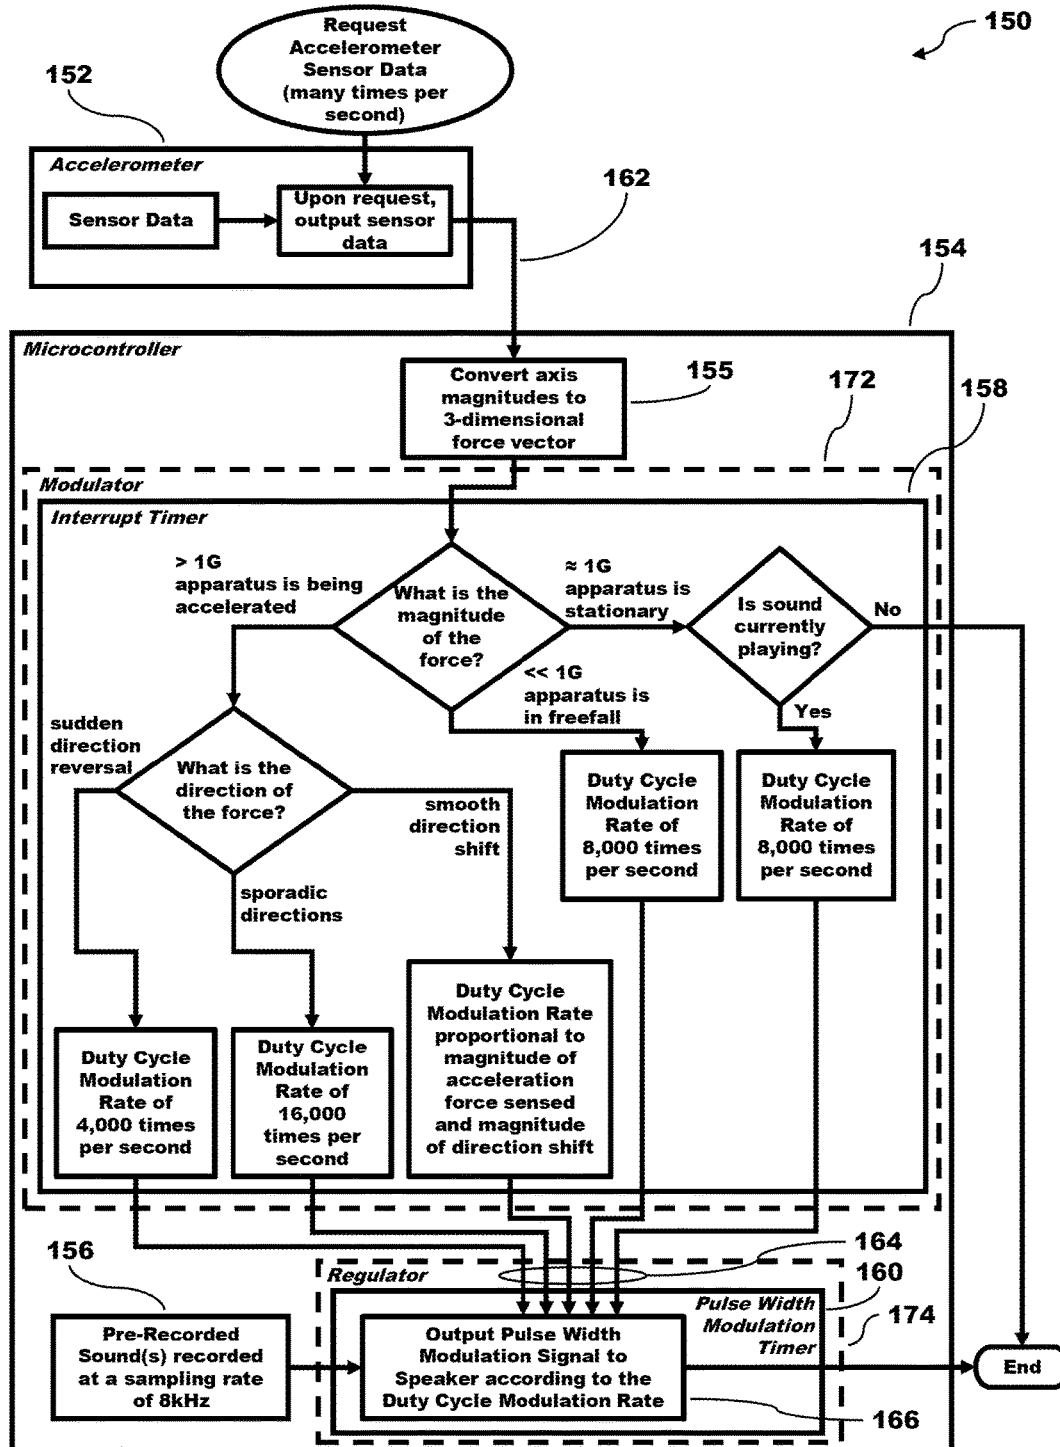 Request
Accelerometer
Sensor Data
(many times per
second)
150
152
Accelerometer
Sensor Data
Upon request,
output sensor
data
162
154
Microcontroller
Convert axis
magnitudes to
3-dimensional
force vector
155
172
158
Modulator
Interrupt Timer
> 1G
apparatus is being
accelerated
What is the
magnitude
of the
force?
≈ 1G
apparatus is
stationary
Is sound
currently
playing?
No
<< 1G
apparatus is
in freefall
Yes
sudden
direction
reversal
What is the
direction of
the force?
smooth
direction
shift
sporadic
directions
Duty Cycle
Modulation
Rate of
8,000 times
per second
Duty Cycle
Modulation
Rate of
8,000 times
per second
Duty Cycle
Modulation
Rate of
4,000 times
per second
Duty Cycle
Modulation
Rate of
16,000
times per
second
Duty Cycle
Modulation Rate
proportional to
magnitude of
acceleration
force sensed
and magnitude
of direction shift
156
164
160
174
Regulator
Pulse Width
Modulation
Timer
Pre-Recorded
Sound(s) recorded
at a sampling rate
of 8kHz
Output Pulse Width
Modulation Signal to
Speaker according to the
Duty Cycle Modulation Rate
End
166